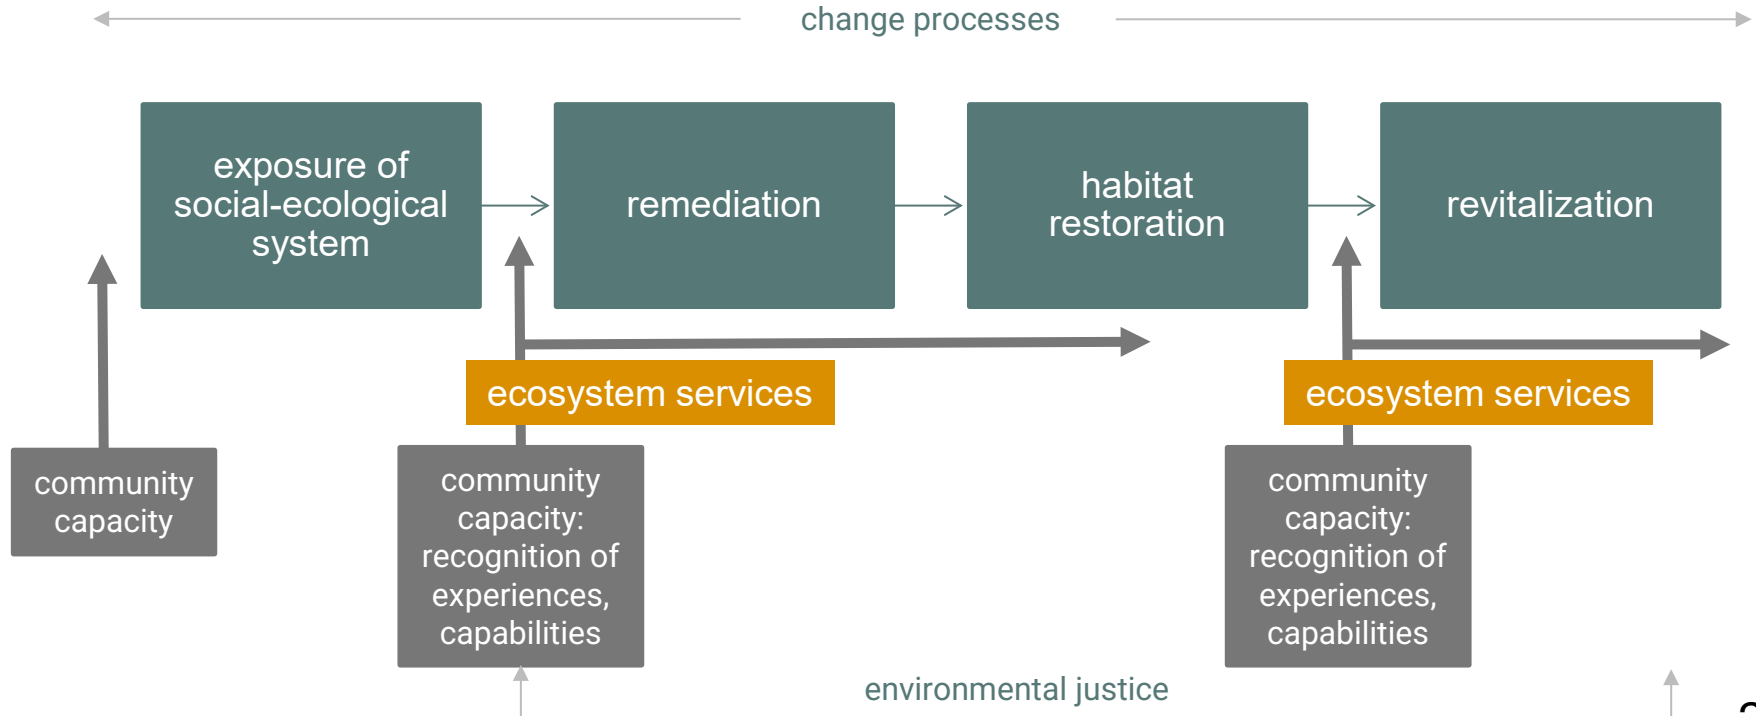 change processes
exposure of
social-ecological
system
remediation
habitat
restoration
revitalization
ecosystem services
ecosystem services
community
capacity
community
capacity:
recognition of
experiences,
capabilities
community
capacity:
recognition of
experiences,
capabilities
environmental justice